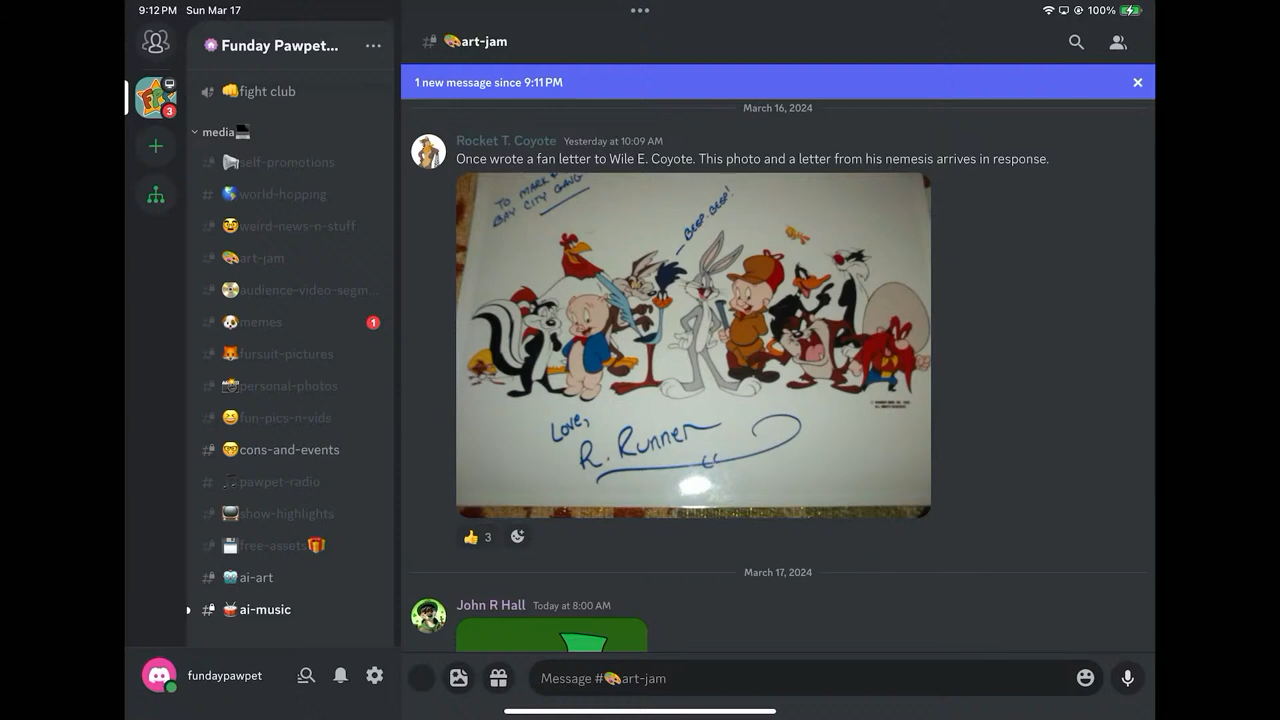 9:12 PM Sun Mar 17
100%
Funday Pawpet...
fight club
media
self-promotions
world-hopping
weird-news-n-stuff
art-jam
audience-video-segm...
memes
1
fursuit-pictures
personal-photos
fun-pics-n-vids
cons-and-events
pawpet-radio
show-highlights
free-assets
ai-art
ai-music
3
fundaypawpet
art-jam
1 new message since 9:11 PM
March 16, 2024
Rocket T. Coyote Yesterday at 10:09 AM
Once wrote a fan letter to Wile E. Coyote. This photo and a letter from his nemesis arrives in response.
TO MARK &
BAY CITY GANG
BEEP-BEEP!
LOVE,
R. RUNNER
3
March 17, 2024
John R Hall Today at 8:00 AM
Message #art-jam